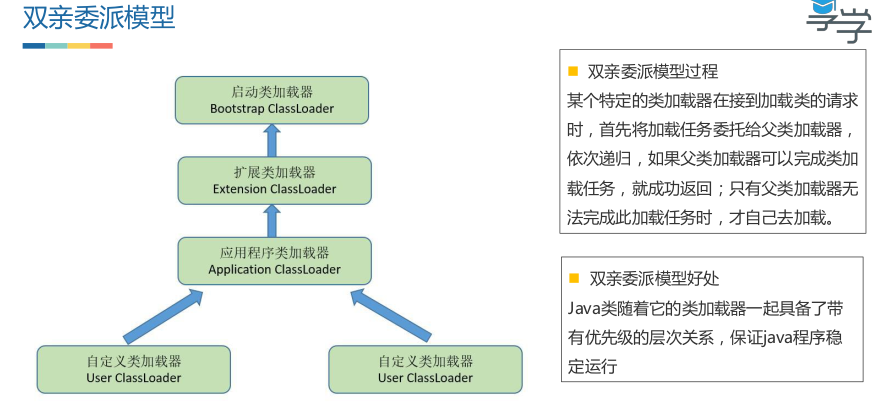 双亲委派模型
学学
启动类加载器
Bootstrap ClassLoader
扩展类加载器
Extension ClassLoader
应用程序类加载器
Application ClassLoader
自定义类加载器
User ClassLoader
自定义类加载器
User ClassLoader
双亲委派模型过程
某个特定的类加载器在接到加载类的请求
时，首先将加载任务委托给父类加载器，
依次递归，如果父类加载器可以完成类加
载任务，就成功返回；只有父类加载器无
法完成此加载任务时，才自己去加载。
双亲委派模型好处
Java类随着它的类加载器一起具备了带
有优先级的层次关系，保证java程序稳
定运行